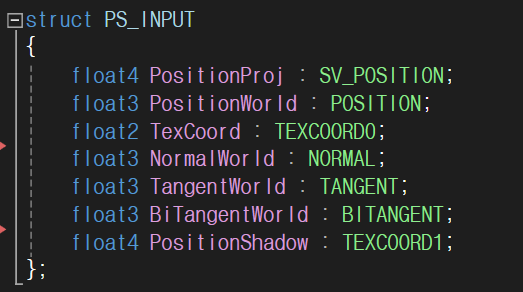 struct PS_INPUT
{
float4 PositionProj : SV_POSITION;
float3 PositionWorld : POSITION;
float2 TexCoord : TEXCOORD0;
float3 NormalWorld : NORMAL;
float3 TangentWorld : TANGENT;
float3 BiTangentWorld : BITANGENT;
float4 PositionShadow : TEXCOORD1;
};